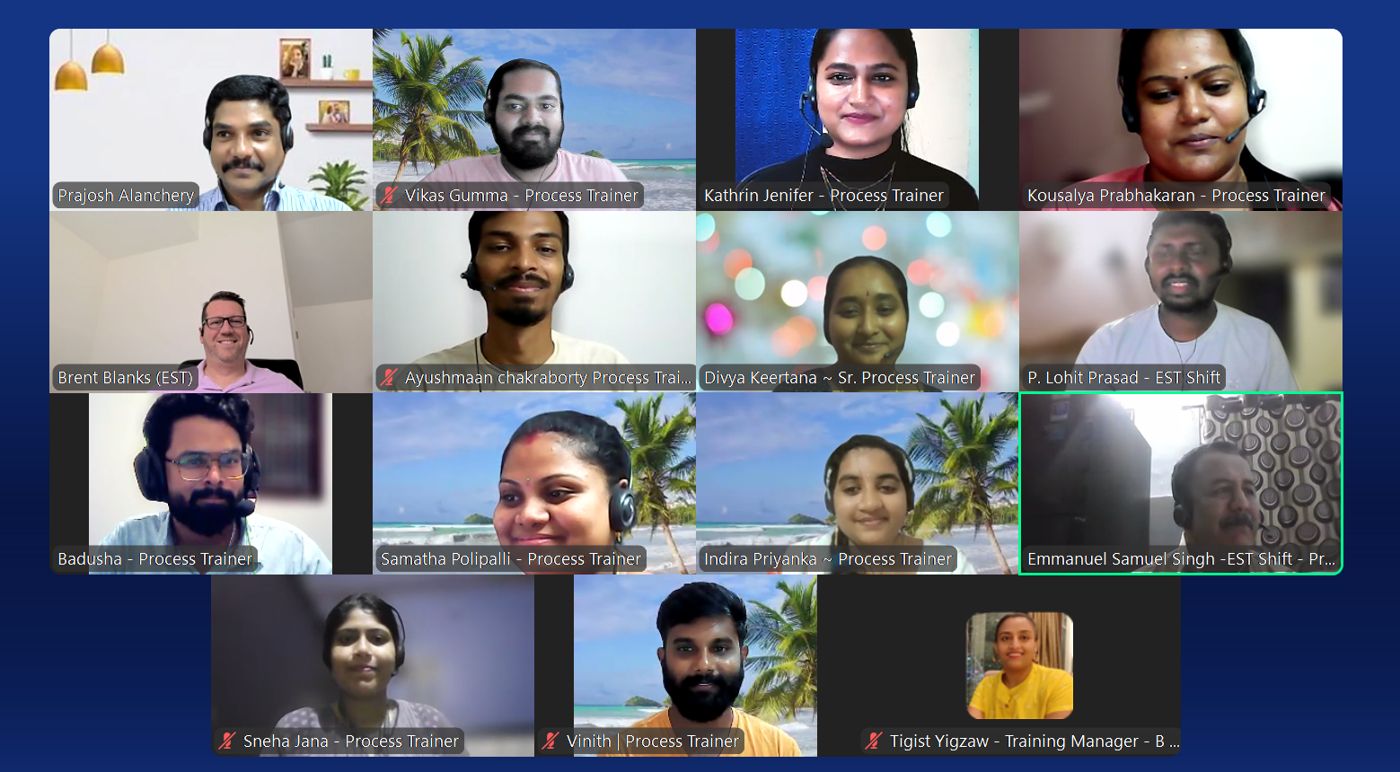 Prajosh Alanchery
Vikas Gumma - Process Trainer
Kathrin Jenifer - Process Trainer
Kousalya Prabhakaran - Process Trainer
Brent Blanks (EST)
Ayushmaan chakraborty Process Trai...
Divya Keertana ~ Sr. Process Trainer
P. Lohit Prasad - EST Shift
Badusha - Process Trainer
Samatha Polipalli - Process Trainer
Indira Priyanka ~ Process Trainer
Emmanuel Samuel Singh -EST Shift - Pr...
Sneha Jana - Process Trainer
Vinith | Process Trainer
Tigist Yigzaw - Training Manager - B ...